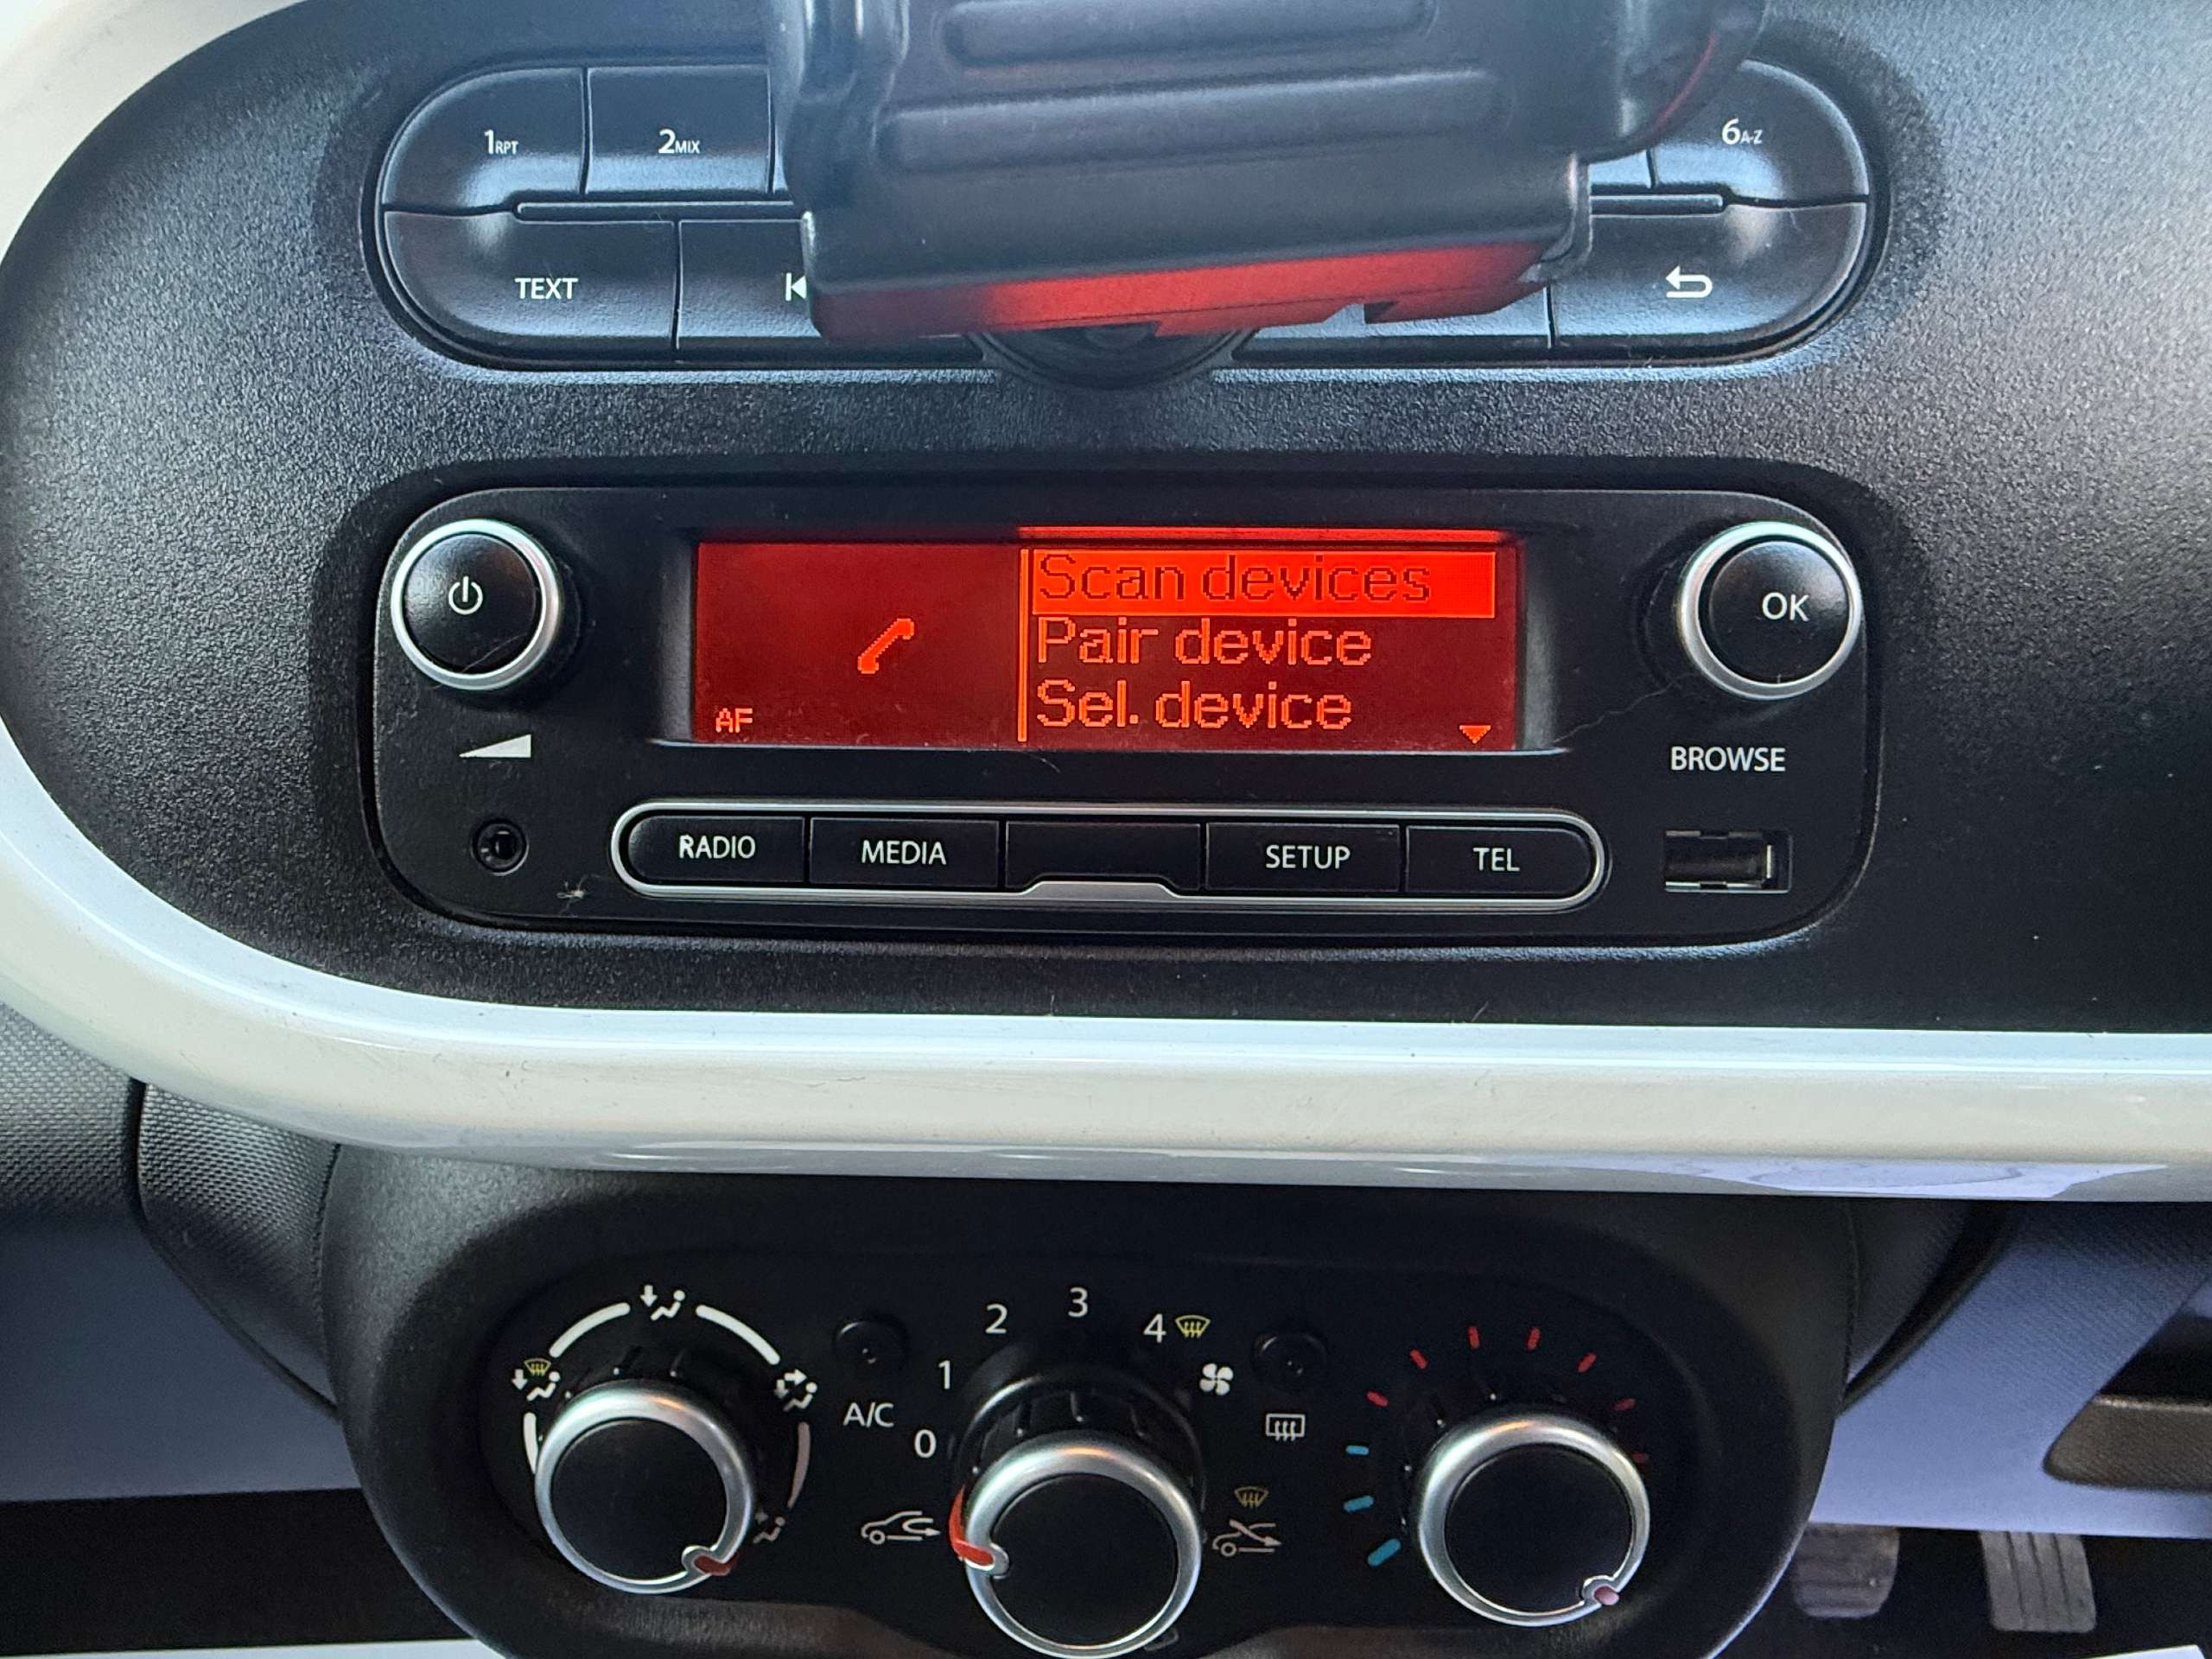 1RPT
2MIX
6A-Z
TEXT
Scan devices
Pair device
Sel. device
AF
OK
BROWSE
RADIO
MEDIA
SETUP
TEL
0
1
2
3
4
A/C